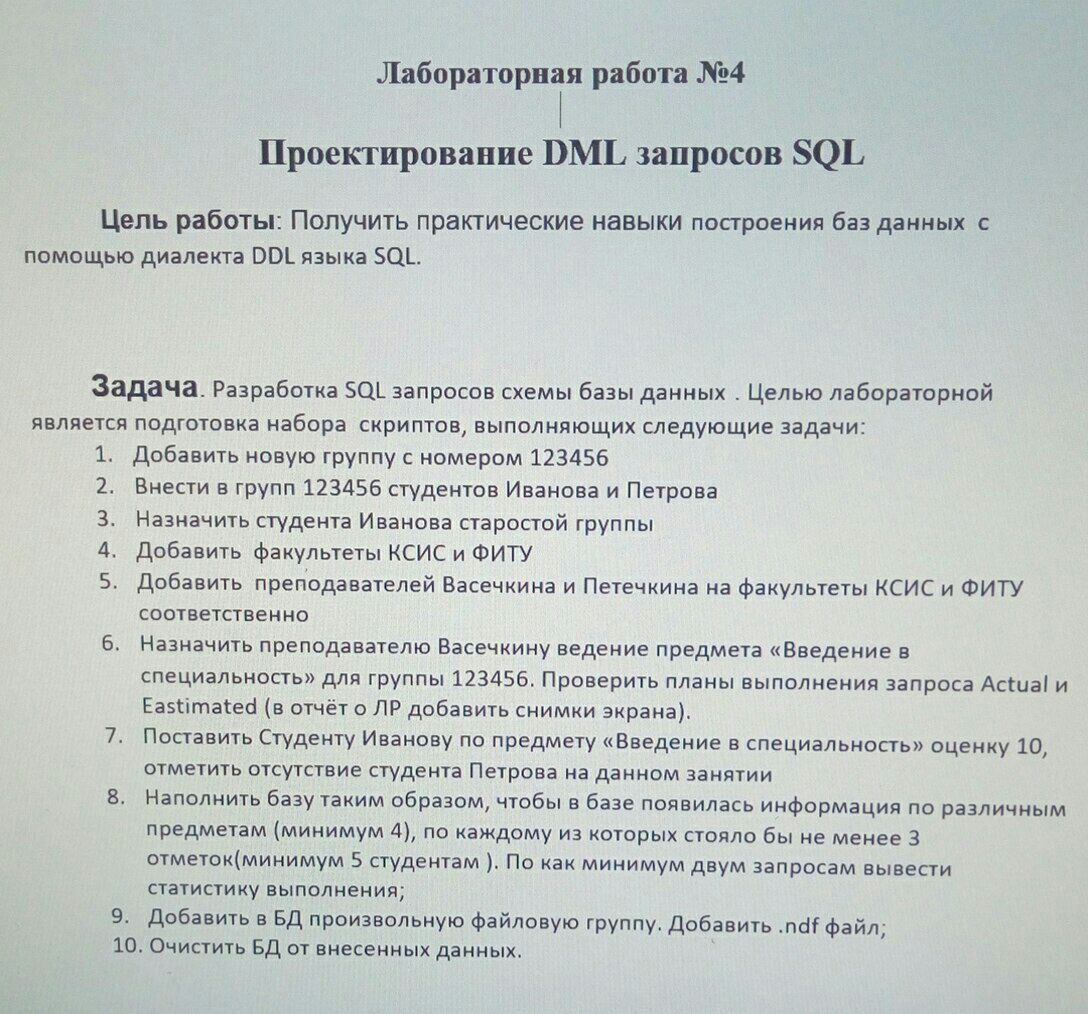 Лабораторная работа №4
Проектирование DML запросов SQL
Цель работы: Получить практические навыки построения баз данных с
помощью диалекта DDL языка SQL.
Задача. Разработка SQL запросов схемы базы данных . Целью лабораторной
является подготовка набора скриптов, выполняющих следующие задачи:
1. Добавить новую группу с номером 123456
2. Внести в групп 123456 студентов Иванова и Петрова
3. Назначить студента Иванова старостой группы
4. Добавить факультеты КСИС и ФИТУ
5. Добавить преподавателей Васечкина и Петечкина на факультеты КСИС и ФИТУ
соответственно
6. Назначить преподавателю Васечкину ведение предмета «Введение в
специальность» для группы 123456. Проверить планы выполнения запроса Actual и
Eastimated (в отчёт о ЛР добавить снимки экрана).
7. Поставить Студенту Иванову по предмету «Введение в специальность» оценку 10,
отметить отсутствие студента Петрова на данном занятии
8. Наполнить базу таким образом, чтобы в базе появилась информация по различным
предметам (минимум 4), по каждому из которых стояло бы не менее 3
отметок(минимум 5 студентам ). По как минимум двум запросам вывести
статистику выполнения;
9. Добавить в БД произвольную файловую группу. Добавить .ndf файл;
10. Очистить БД от внесенных данных.